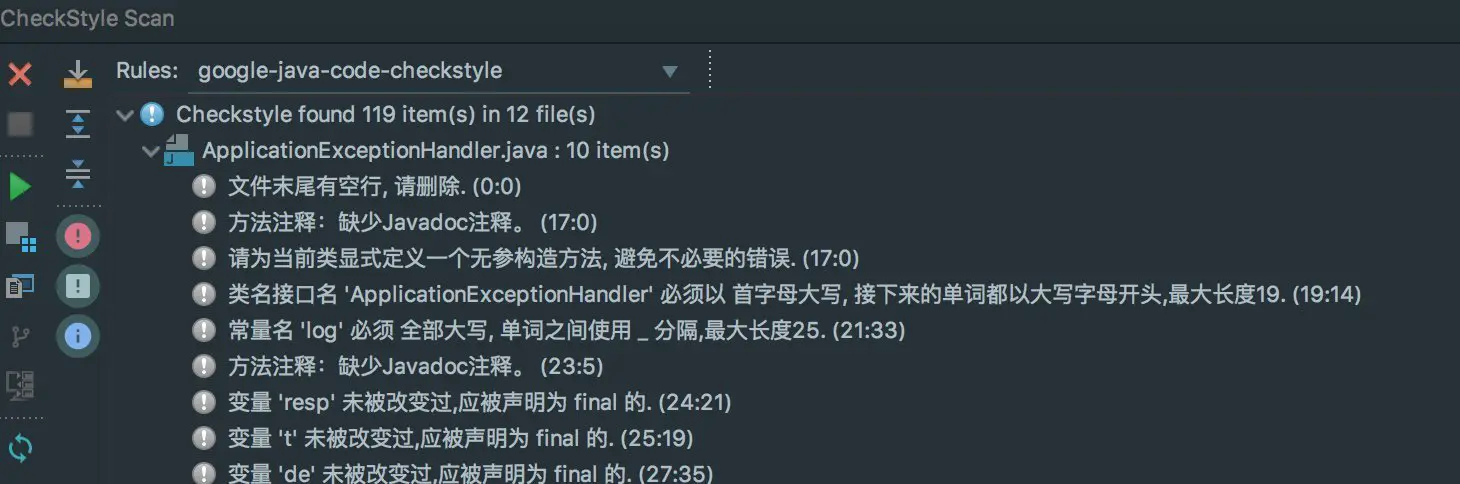 CheckStyle Scan
Rules: google-java-code-checkstyle
Checkstyle found 119 item(s) in 12 file(s)
ApplicationExceptionHandler.java : 10 item(s)
文件末尾有空行, 请删除. (0:0)
方法注释：缺少Javadoc注释。 (17:0)
请为当前类显式定义一个无参构造方法, 避免不必要的错误. (17:0)
类名接口名 'ApplicationExceptionHandler' 必须以 首字母大写, 接下来的单词都以大写字母开头,最大长度19. (19:14)
常量名 'log' 必须 全部大写, 单词之间使用 _ 分隔,最大长度25. (21:33)
方法注释：缺少Javadoc注释。 (23:5)
变量 'resp' 未被改变过,应被声明为 final 的. (24:21)
变量 't' 未被改变过,应被声明为 final 的. (25:19)
变量 'de' 未被改变过,应被声明为 final 的. (27:35)